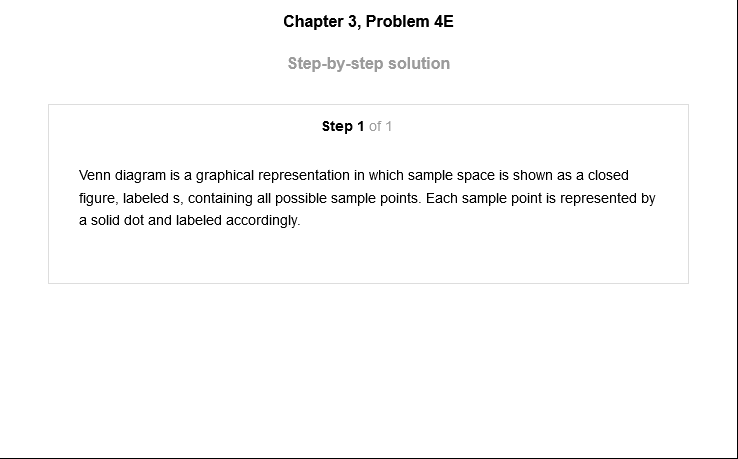 Chapter 3, Problem 4E
Step-by-step solution
Step 1 of 1
Venn diagram is a graphical representation in which sample space is shown as a closed
figure, labeled s, containing all possible sample points. Each sample point is represented by
a solid dot and labeled accordingly.